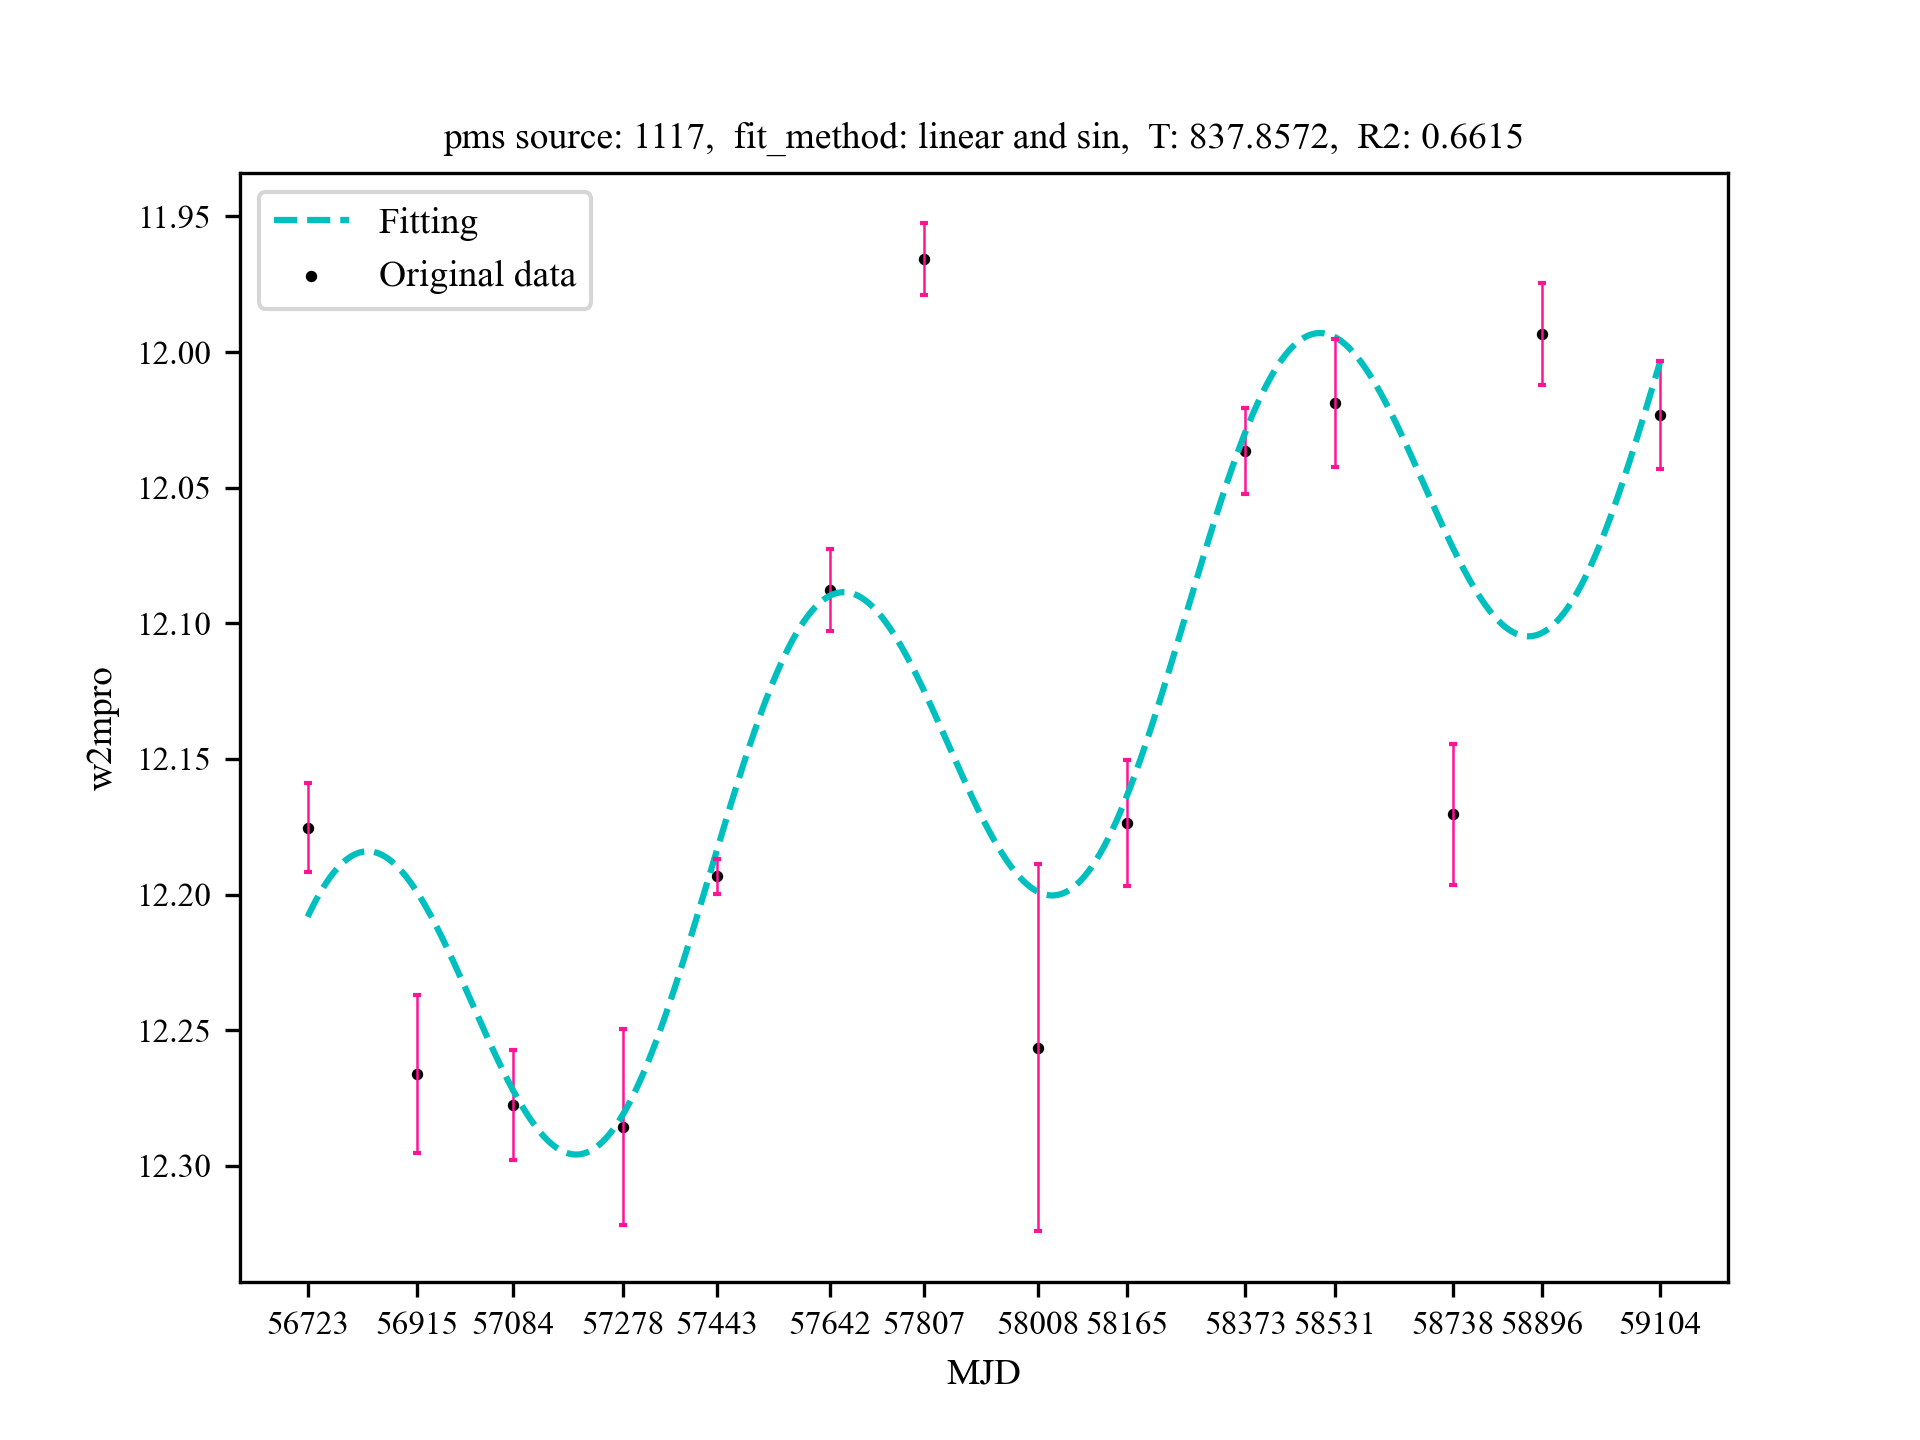 pms source: 1117,  fit_method: linear and sin,  T: 837.8572,  R2: 0.6615
Fitting
Original data
11.95
12.00
12.05
12.10
12.15
12.20
12.25
12.30
w2mpro
56723 56915 57084 57278 57443 57642 57807 58008 58165 58373 58531 58738 58896 59104
MJD